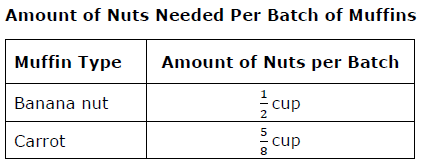 Amount of Nuts Needed Per Batch of Muffins
Muffin Type Amount of Nuts per Batch
Banana nut 1/2 cup
Carrot 5/8 cup